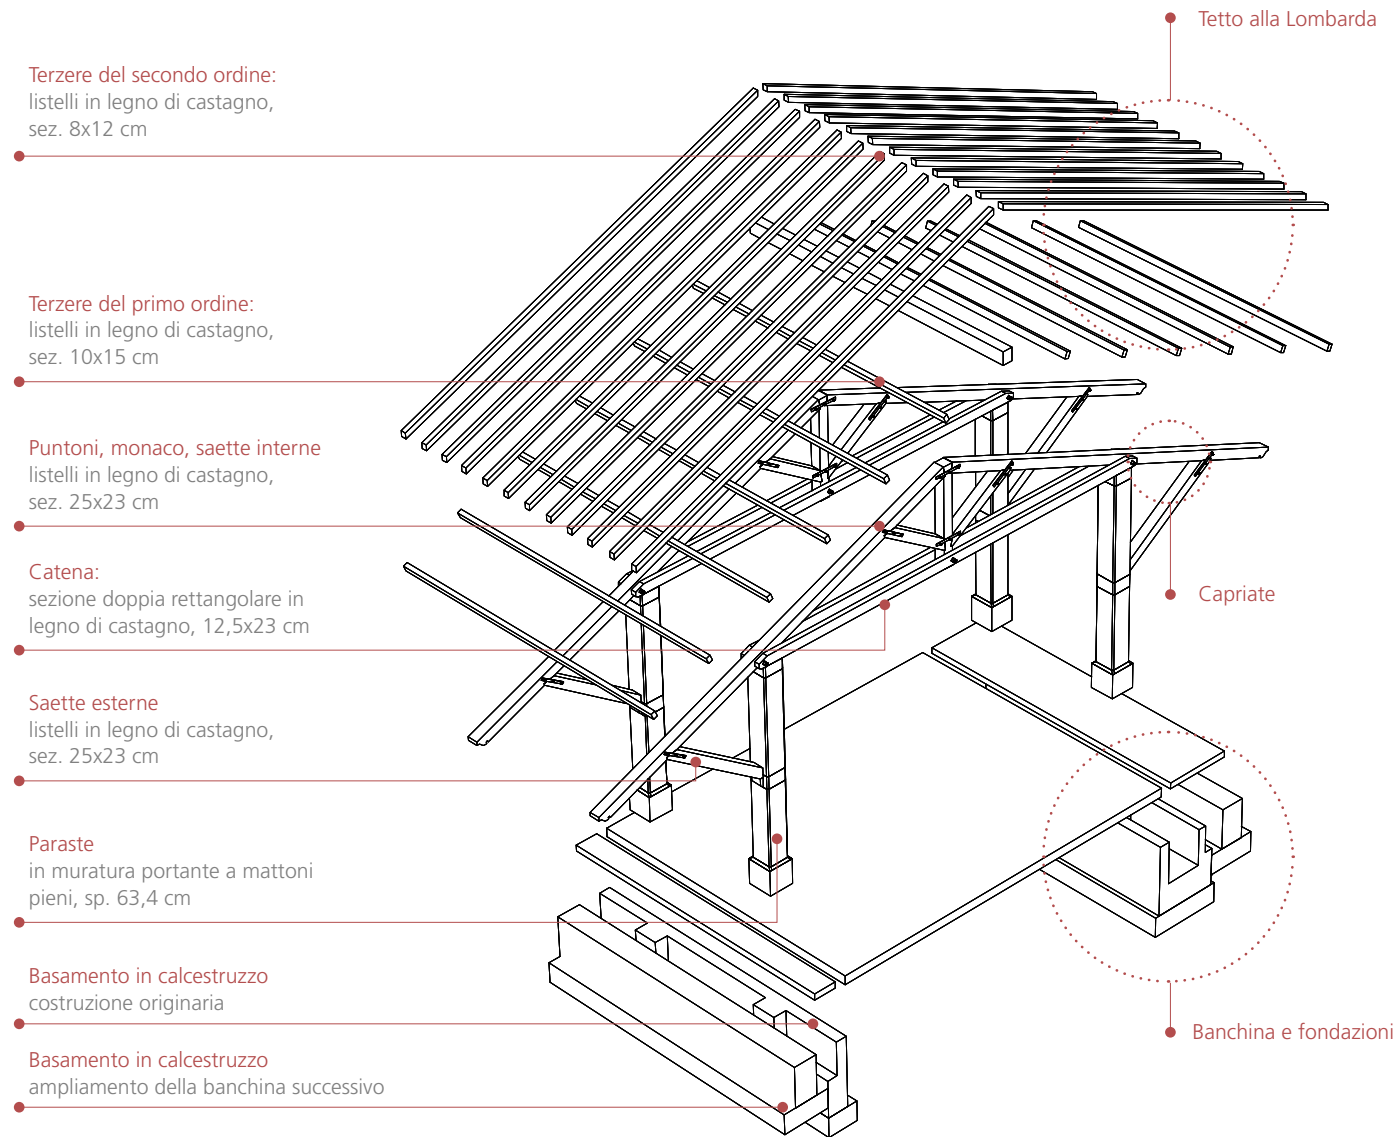 Tetto alla Lombarda
Terzere del secondo ordine:
listelli in legno di castagno,
sez. 8x12 cm
Terzere del primo ordine:
listelli in legno di castagno,
sez. 10x15 cm
Puntoni, monaco, saette interne
listelli in legno di castagno,
sez. 25x23 cm
Catena:
sezione doppia rettangolare in
legno di castagno, 12,5x23 cm
Capriate
Saette esterne
listelli in legno di castagno,
sez. 25x23 cm
Paraste
in muratura portante a mattoni
pieni, sp. 63,4 cm
Basamento in calcestruzzo
costruzione originaria
Banchina e fondazioni
Basamento in calcestruzzo
ampliamento della banchina successivo